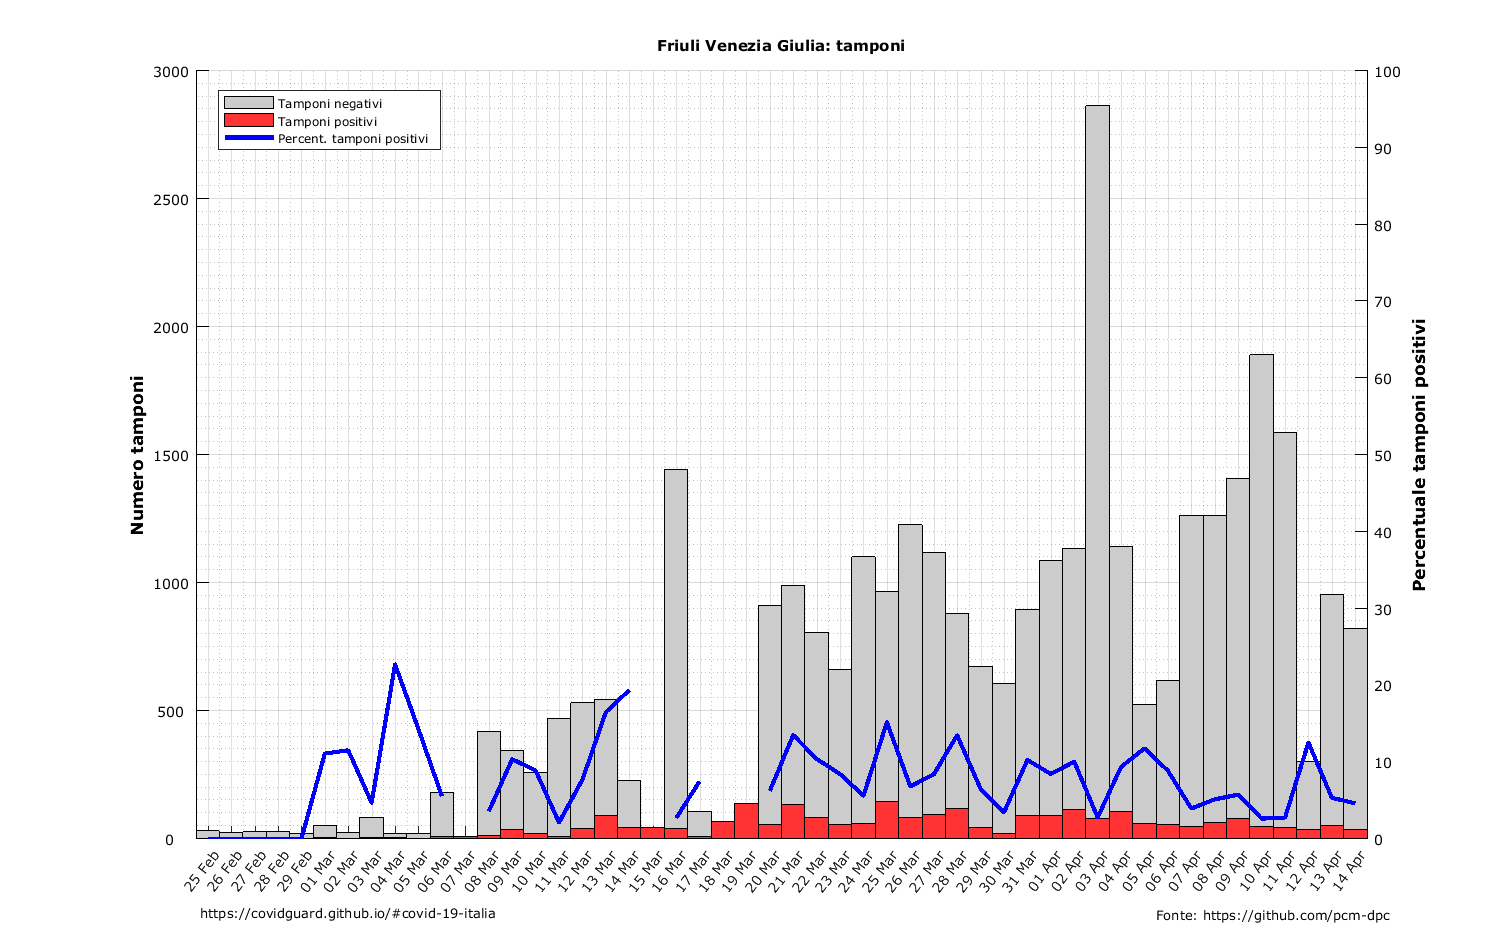 Friuli Venezia Giulia: tamponi
Tamponi negativi
Tamponi positivi
Percent. tamponi positivi
Numero tamponi
3000
2500
2000
1500
1000
500
0
Percentuale tamponi positivi
100
90
80
70
60
50
40
30
20
10
0
25 Feb
26 Feb
27 Feb
28 Feb
29 Feb
01 Mar
02 Mar
03 Mar
04 Mar
05 Mar
06 Mar
07 Mar
08 Mar
09 Mar
10 Mar
11 Mar
12 Mar
13 Mar
14 Mar
15 Mar
16 Mar
17 Mar
18 Mar
19 Mar
20 Mar
21 Mar
22 Mar
23 Mar
24 Mar
25 Mar
26 Mar
27 Mar
28 Mar
29 Mar
30 Mar
31 Mar
01 Apr
02 Apr
03 Apr
04 Apr
05 Apr
06 Apr
07 Apr
08 Apr
09 Apr
10 Apr
11 Apr
12 Apr
13 Apr
14 Apr
https://covidguard.github.io/#covid-19-italia
Fonte: https://github.com/pcm-dpc